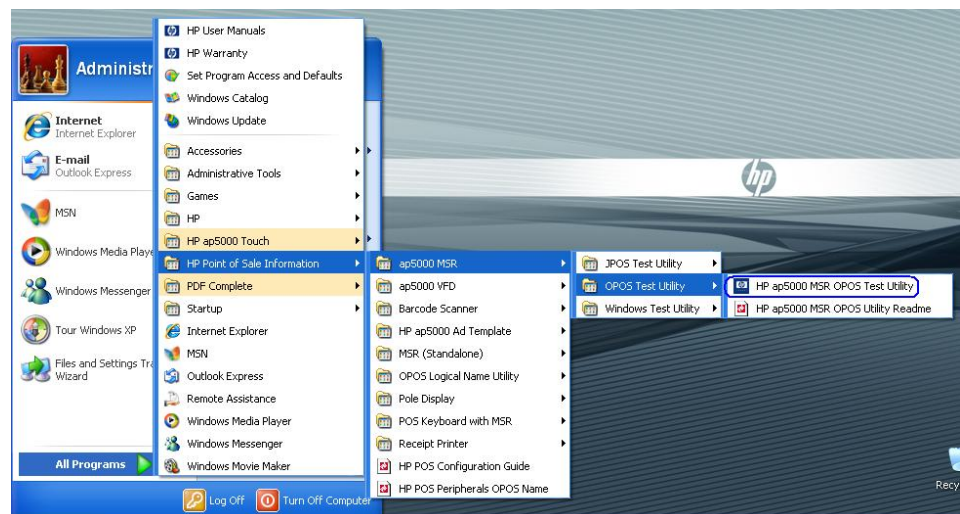 Administr
Internet
Internet Explorer
E-mail
Outlook Express
MSN
Windows Media Playe
Windows Messenger
Tour Windows XP
Files and Settings Tra
Wizard
All Programs
Log Off
Turn Off Computer
HP User Manuals
HP Warranty
Set Program Access and Defaults
Windows Catalog
Windows Update
Accessories
Administrative Tools
Games
HP
HP ap5000 Touch
HP Point of Sale Information
PDF Complete
Startup
Internet Explorer
MSN
Outlook Express
Remote Assistance
Windows Media Player
Windows Messenger
Windows Movie Maker
ap5000 MSR
ap5000 VFD
Barcode Scanner
HP ap5000 Ad Template
MSR (Standalone)
OPOS Logical Name Utility
Pole Display
POS Keyboard with MSR
Receipt Printer
HP POS Configuration Guide
HP POS Peripherals OPOS Name
JPOS Test Utility
OPOS Test Utility
Windows Test Utility
HP ap5000 MSR OPOS Test Utility
HP ap5000 MSR OPOS Utility Readme
hp
Recy